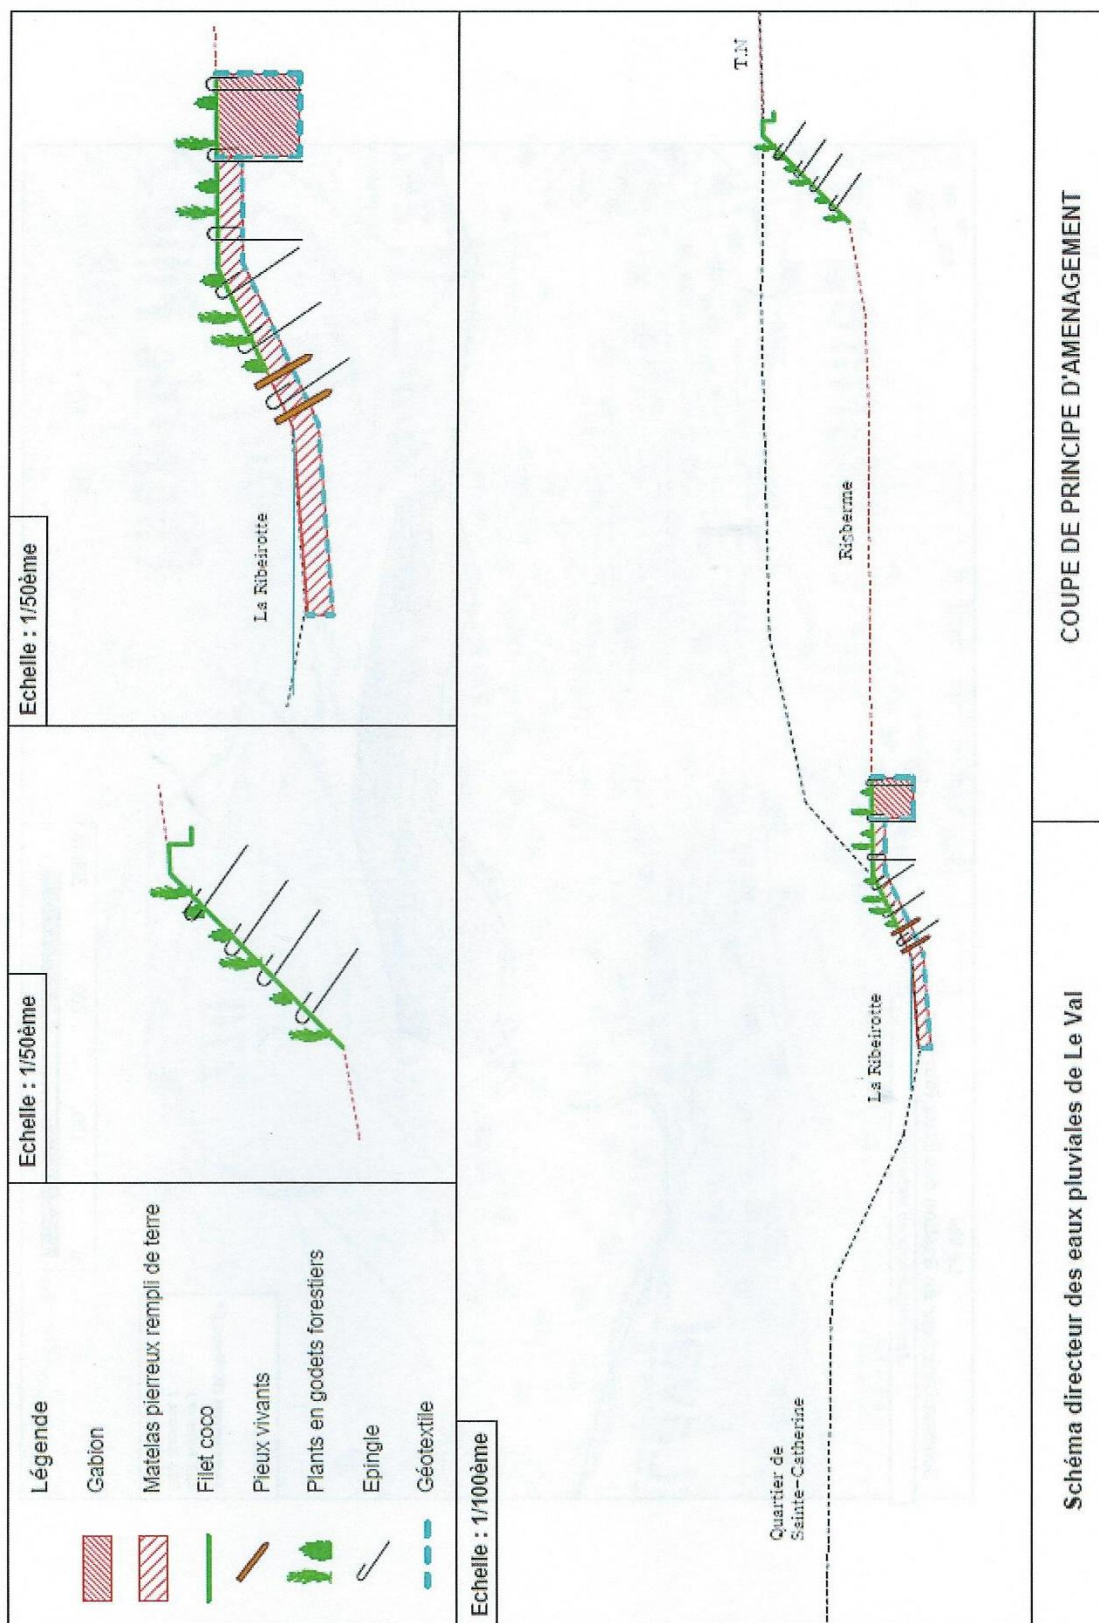 Légende
Gabion
Matelas pierreux rempli de terre
Filet coco
Pieux vivants
Plants en godets forestiers
Epingle
Géotextile
Echelle : 1/50ème
Echelle : 1/50ème
La Ribeirotte
Echelle : 1/100ème
Quartier de
Sainte-Catherine
La Ribeirotte
Risberme
T.N
Schéma directeur des eaux pluviales de Le Val
COUPE DE PRINCIPE D'AMENAGEMENT